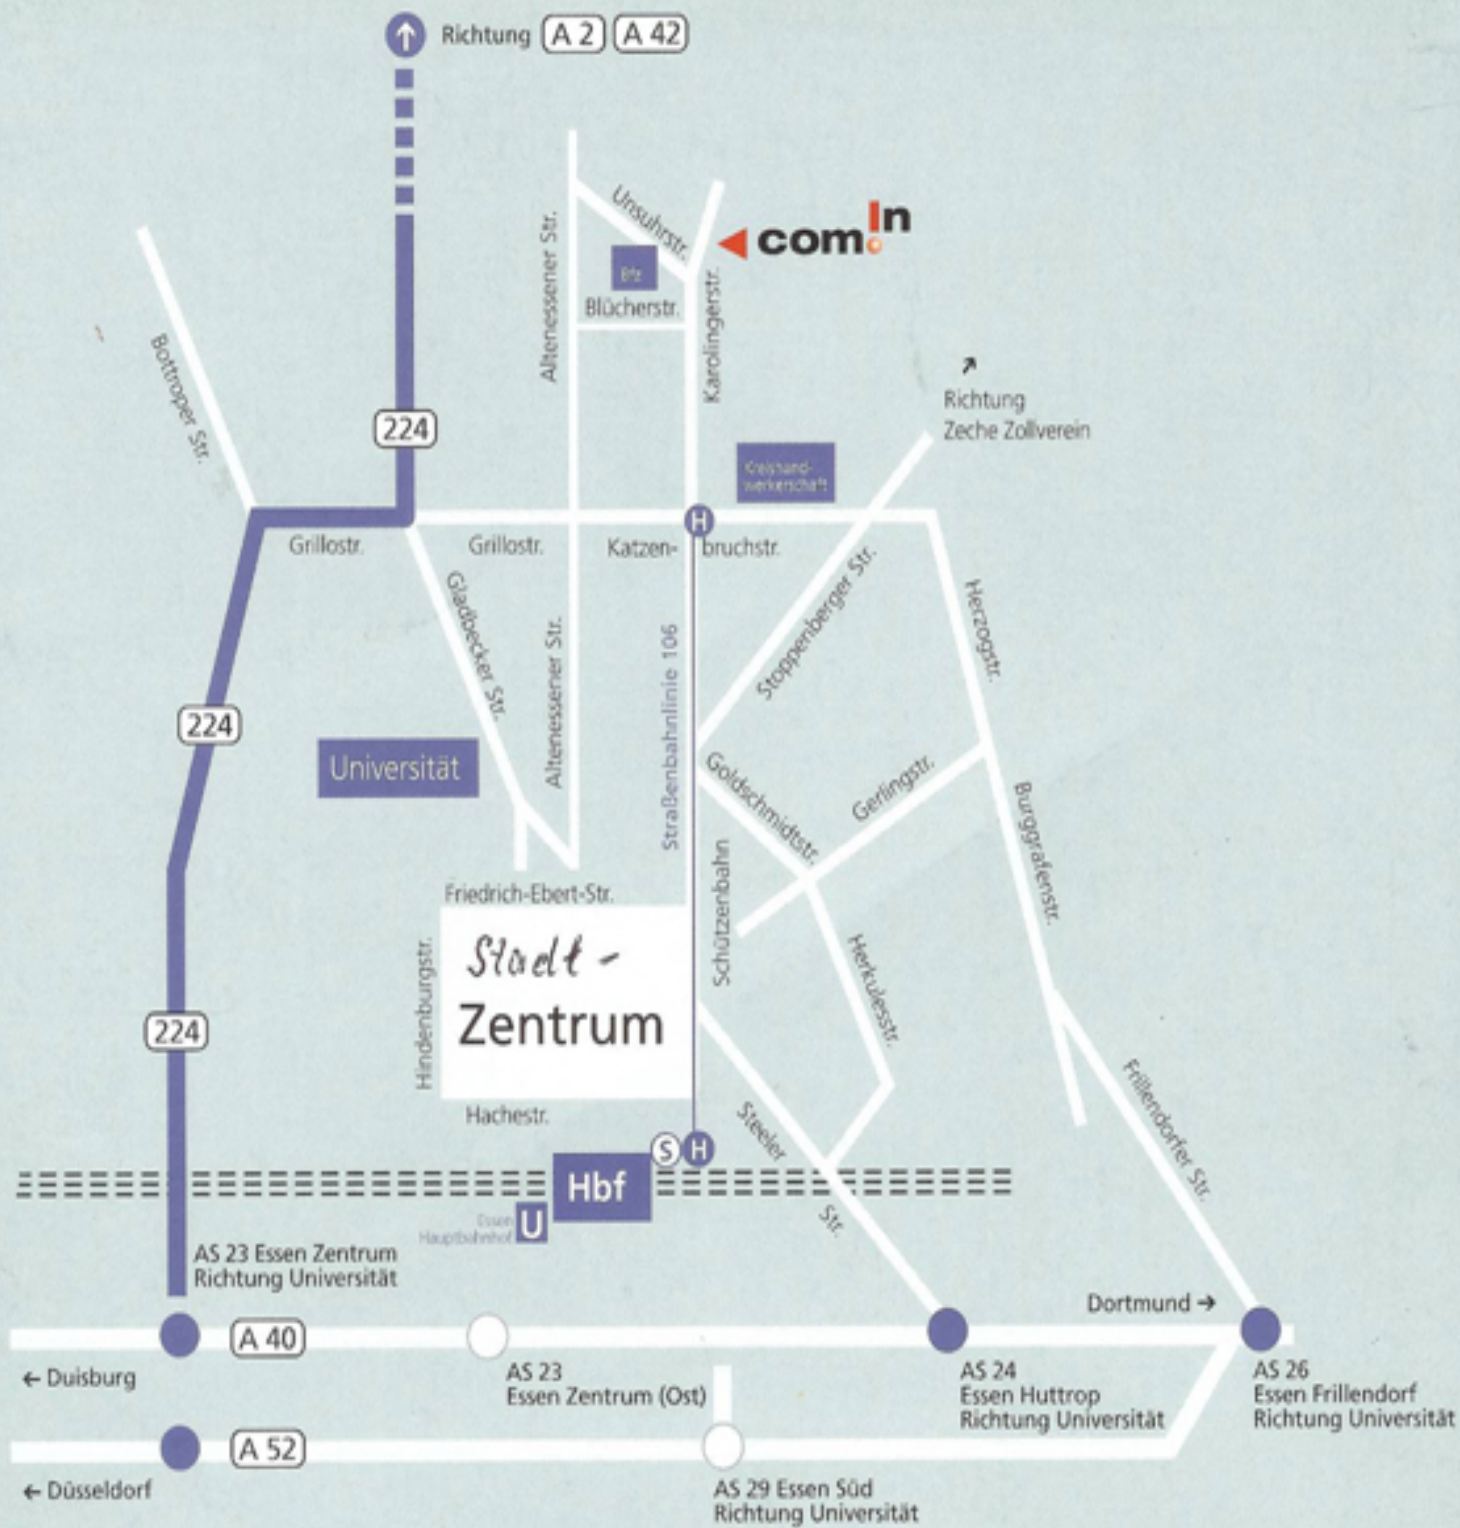 Richtung A 2 A 42
com.!n
Unsuhrstr.
Altenessener Str.
Bfz
Blücherstr.
Karolingerstr.
Bottroper Str.
224
Richtung
Zeche Zollverein
Kreishand-
werkerschaft
H
Grillostr.
Grillostr.
Katzen-
bruchstr.
Gladbecker Str.
Altenessener Str.
Straßenbahnlinie 106
Stoppenberger Str.
Herzogstr.
224
Universität
Goldschmidtstr.
Gerlingstr.
Burggrafenstr.
Friedrich-Ebert-Str.
Schützenbahn
Hindenburgstr.
Stadt-
Zentrum
Herkulesstr.
224
Hachestr.
Steeler
Str.
Frillendorfer Str.
S H
Hbf
U
Essen
Hauptbahnhof
AS 23 Essen Zentrum
Richtung Universität
Dortmund →
A 40
← Duisburg
AS 23
Essen Zentrum (Ost)
AS 24
Essen Huttrop
Richtung Universität
AS 26
Essen Frillendorf
Richtung Universität
A 52
← Düsseldorf
AS 29 Essen Süd
Richtung Universität